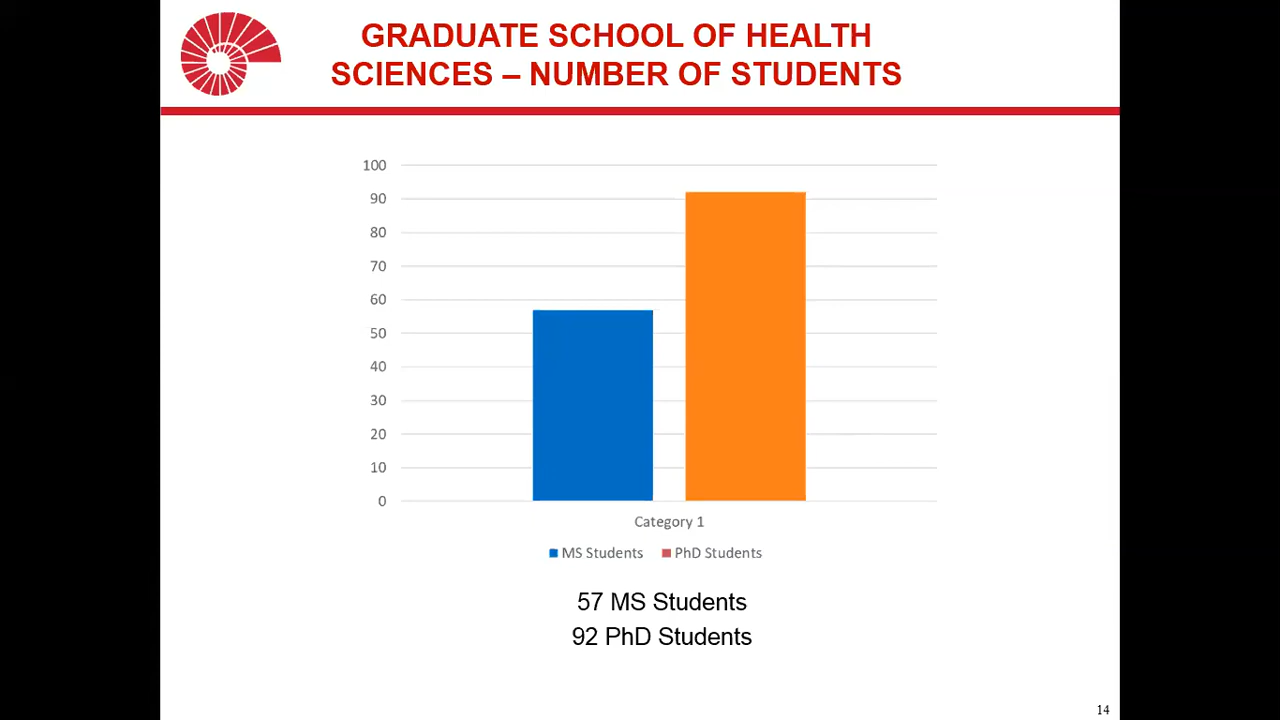 GRADUATE SCHOOL OF HEALTH
SCIENCES – NUMBER OF STUDENTS
100
90
80
70
60
50
40
30
20
10
0
Category 1
MS Students PhD Students
57 MS Students
92 PhD Students
14